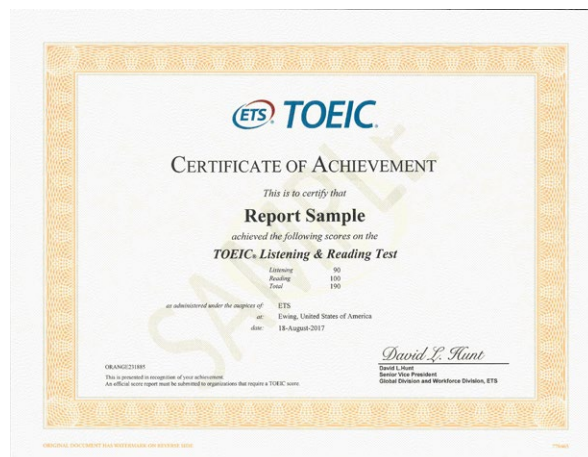 ETS® TOEIC®
CERTIFICATE OF ACHIEVEMENT
This is to certify that
Report Sample
achieved the following scores on the
TOEIC® Listening & Reading Test
Listening 90
Reading 100
Total 190
as administered under the auspices of: ETS
at: Ewing, United States of America
date: 18-August-2017
David L. Hunt
David L.Hunt
Senior Vice President
Global Division and Workforce Division, ETS
ORANGE231885
This is presented in recognition of your achievement
An official score report must be submitted to organizations that require a TOEIC score.
SAMPLE
ORIGINAL DOCUMENT HAS WATERMARK ON REVERSE SIDE